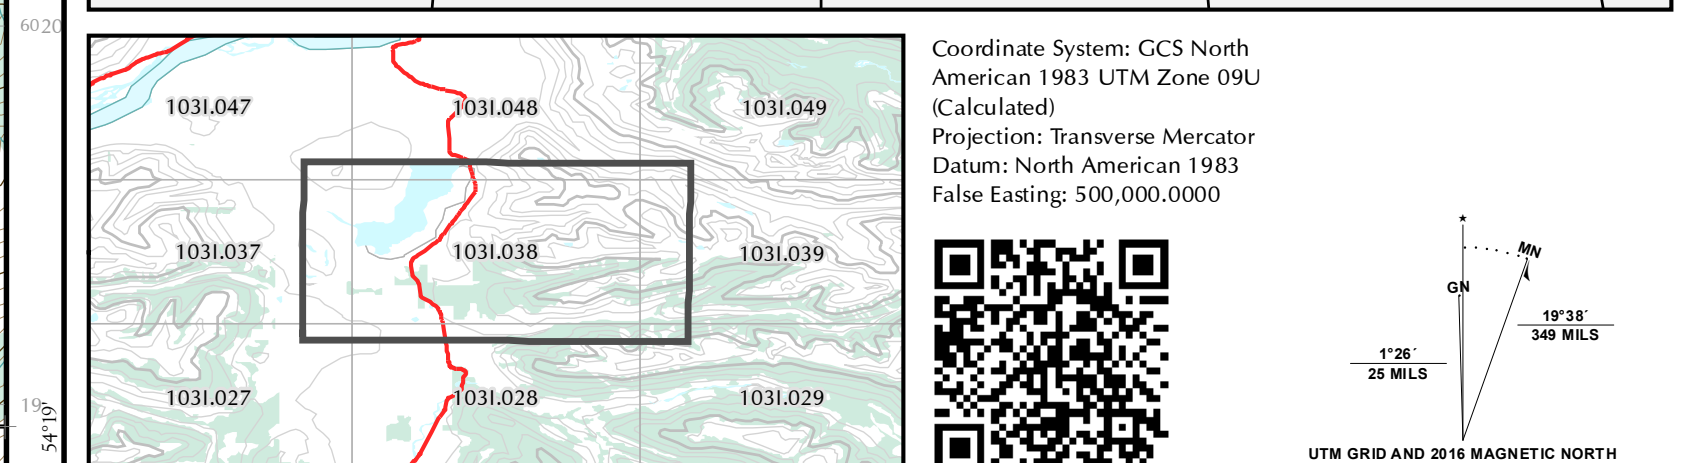 6020
1031.047
1031.048
1031.049
1031.037
1031.038
1031.039
1031.027
1031.028
1031.029
19
54°19'
Coordinate System: GCS North
American 1983 UTM Zone 09U
(Calculated)
Projection: Transverse Mercator
Datum: North American 1983
False Easting: 500,000.0000
MN
GN
19°38´
349 MILS
1°26´
25 MILS
UTM GRID AND 2016 MAGNETIC NORTH